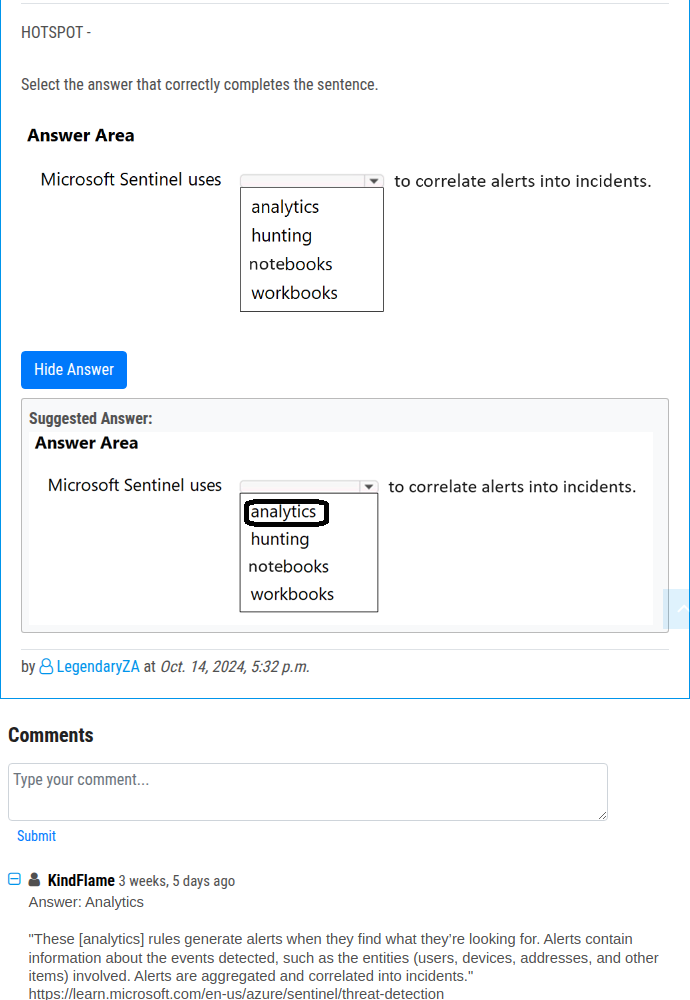 HOTSPOT -
Select the answer that correctly completes the sentence.
Answer Area
Microsoft Sentinel uses to correlate alerts into incidents.
analytics
hunting
notebooks
workbooks
Hide Answer
Suggested Answer:
Answer Area
Microsoft Sentinel uses to correlate alerts into incidents.
analytics
hunting
notebooks
workbooks
by LegendaryZA at Oct. 14, 2024, 5:32 p.m.
Comments
Type your comment...
Submit
KindFlame 3 weeks, 5 days ago
Answer: Analytics
"These [analytics] rules generate alerts when they find what they’re looking for. Alerts contain
information about the events detected, such as the entities (users, devices, addresses, and other
items) involved. Alerts are aggregated and correlated into incidents."
https://learn.microsoft.com/en-us/azure/sentinel/threat-detection